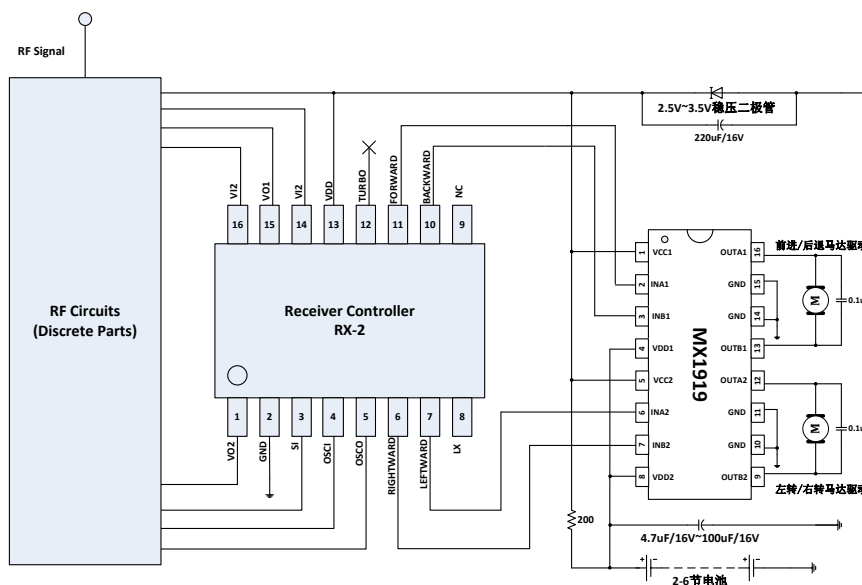 RF Signal
2.5V~3.5V稳压二极管
220uF/16V
VI2
VO1
VI2
VDD
TURBO
FORWARD
BACKWARD
NC
16
15
14
13
12
11
10
9
RF Circuits
(Discrete Parts)
Receiver Controller
RX-2
1
2
3
4
5
6
7
8
VO2
GND
SI
OSCI
OSCO
RIGHTWARD
LEFTWARD
LX
MX1919
1 VCC1 OUTA1 16
2 INA1 GND 15
3 INB1 GND 14
4 VDD1 OUTB1 13
5 VCC2 OUTA2 12
6 INA2 GND 11
7 INB2 GND 10
8 VDD2 OUTB2 9
前进/后退马达驱动
M
0.1u
M
0.1u
左转/右转马达驱动
200
4.7uF/16V~100uF/16V
+ -
+ -
2-6节电池